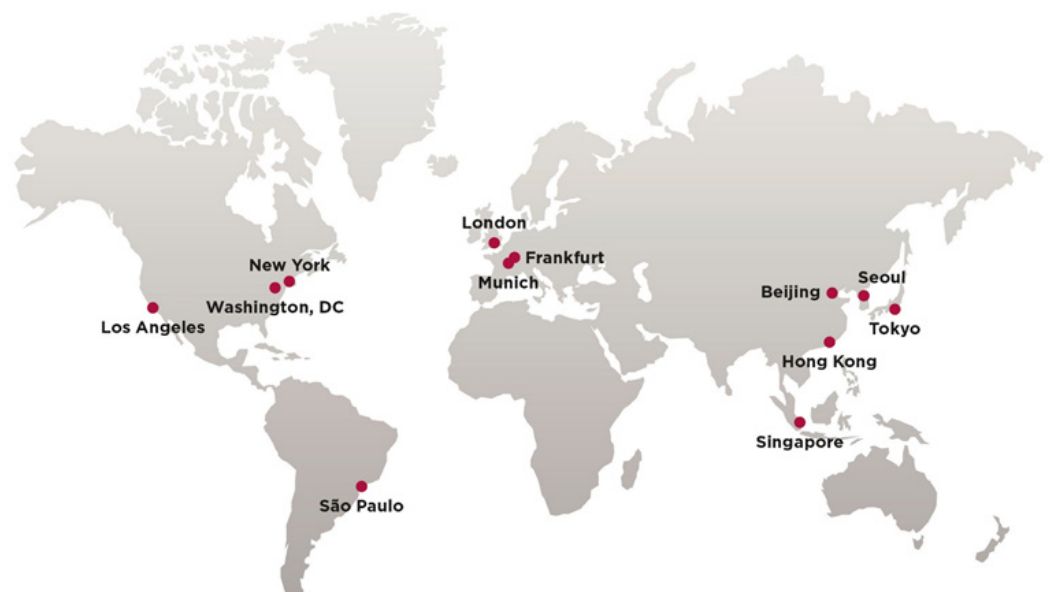 London
Frankfurt
New York
Munich
Seoul
Beijing
Washington, DC
Los Angeles
Tokyo
Hong Kong
Singapore
São Paulo